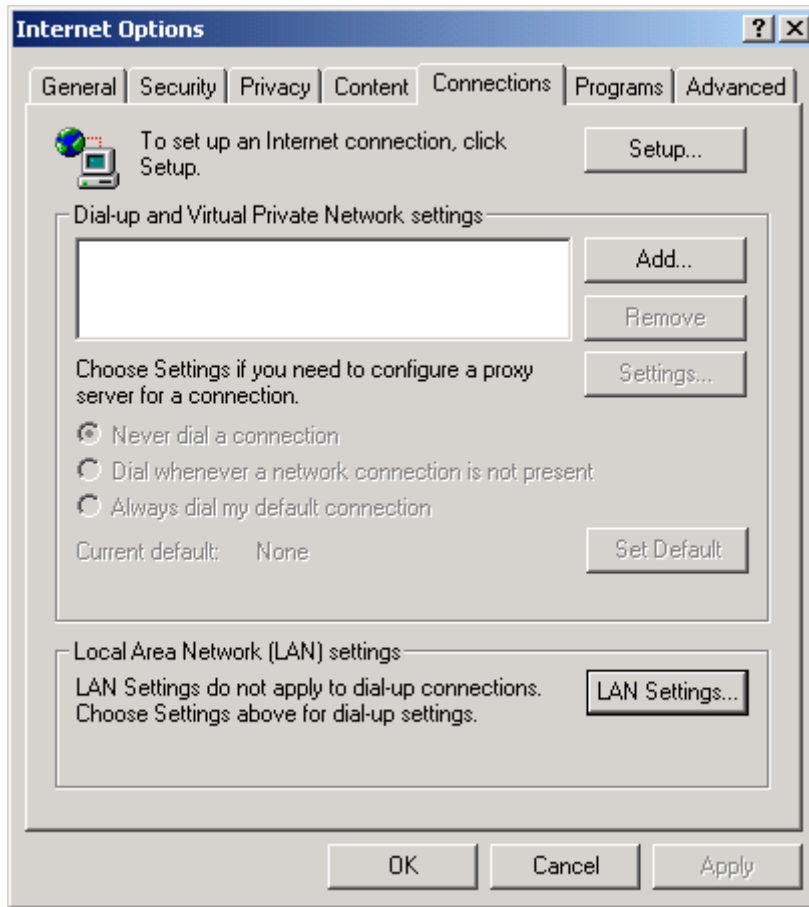 Internet Options
General Security Privacy Content Connections Programs Advanced
To set up an Internet connection, click
Setup.
Setup...
Dial-up and Virtual Private Network settings
Add...
Remove
Choose Settings if you need to configure a proxy
server for a connection.
Settings...
Never dial a connection
Dial whenever a network connection is not present
Always dial my default connection
Current default: None
Set Default
Local Area Network (LAN) settings
LAN Settings do not apply to dial-up connections.
Choose Settings above for dial-up settings.
LAN Settings...
OK Cancel Apply